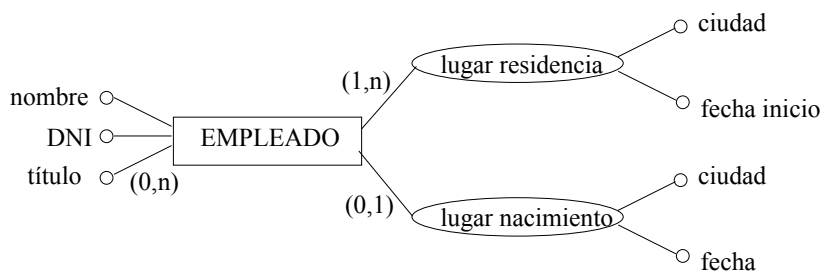 nombre
DNI
título
(0,n)
EMPLEADO
(1,n)
lugar residencia
ciudad
fecha inicio
(0,1)
lugar nacimiento
ciudad
fecha